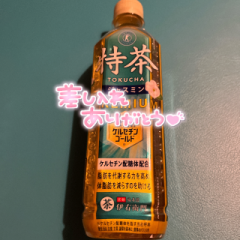 特茶
TOKUCHA
ジャスミン
差し入れ
ありがとう
ケルセチン
ゴールド
ケルセチン配糖体配合
脂肪を代謝する力を高め
体脂肪を減らすのを助ける
茶
伊右衛門